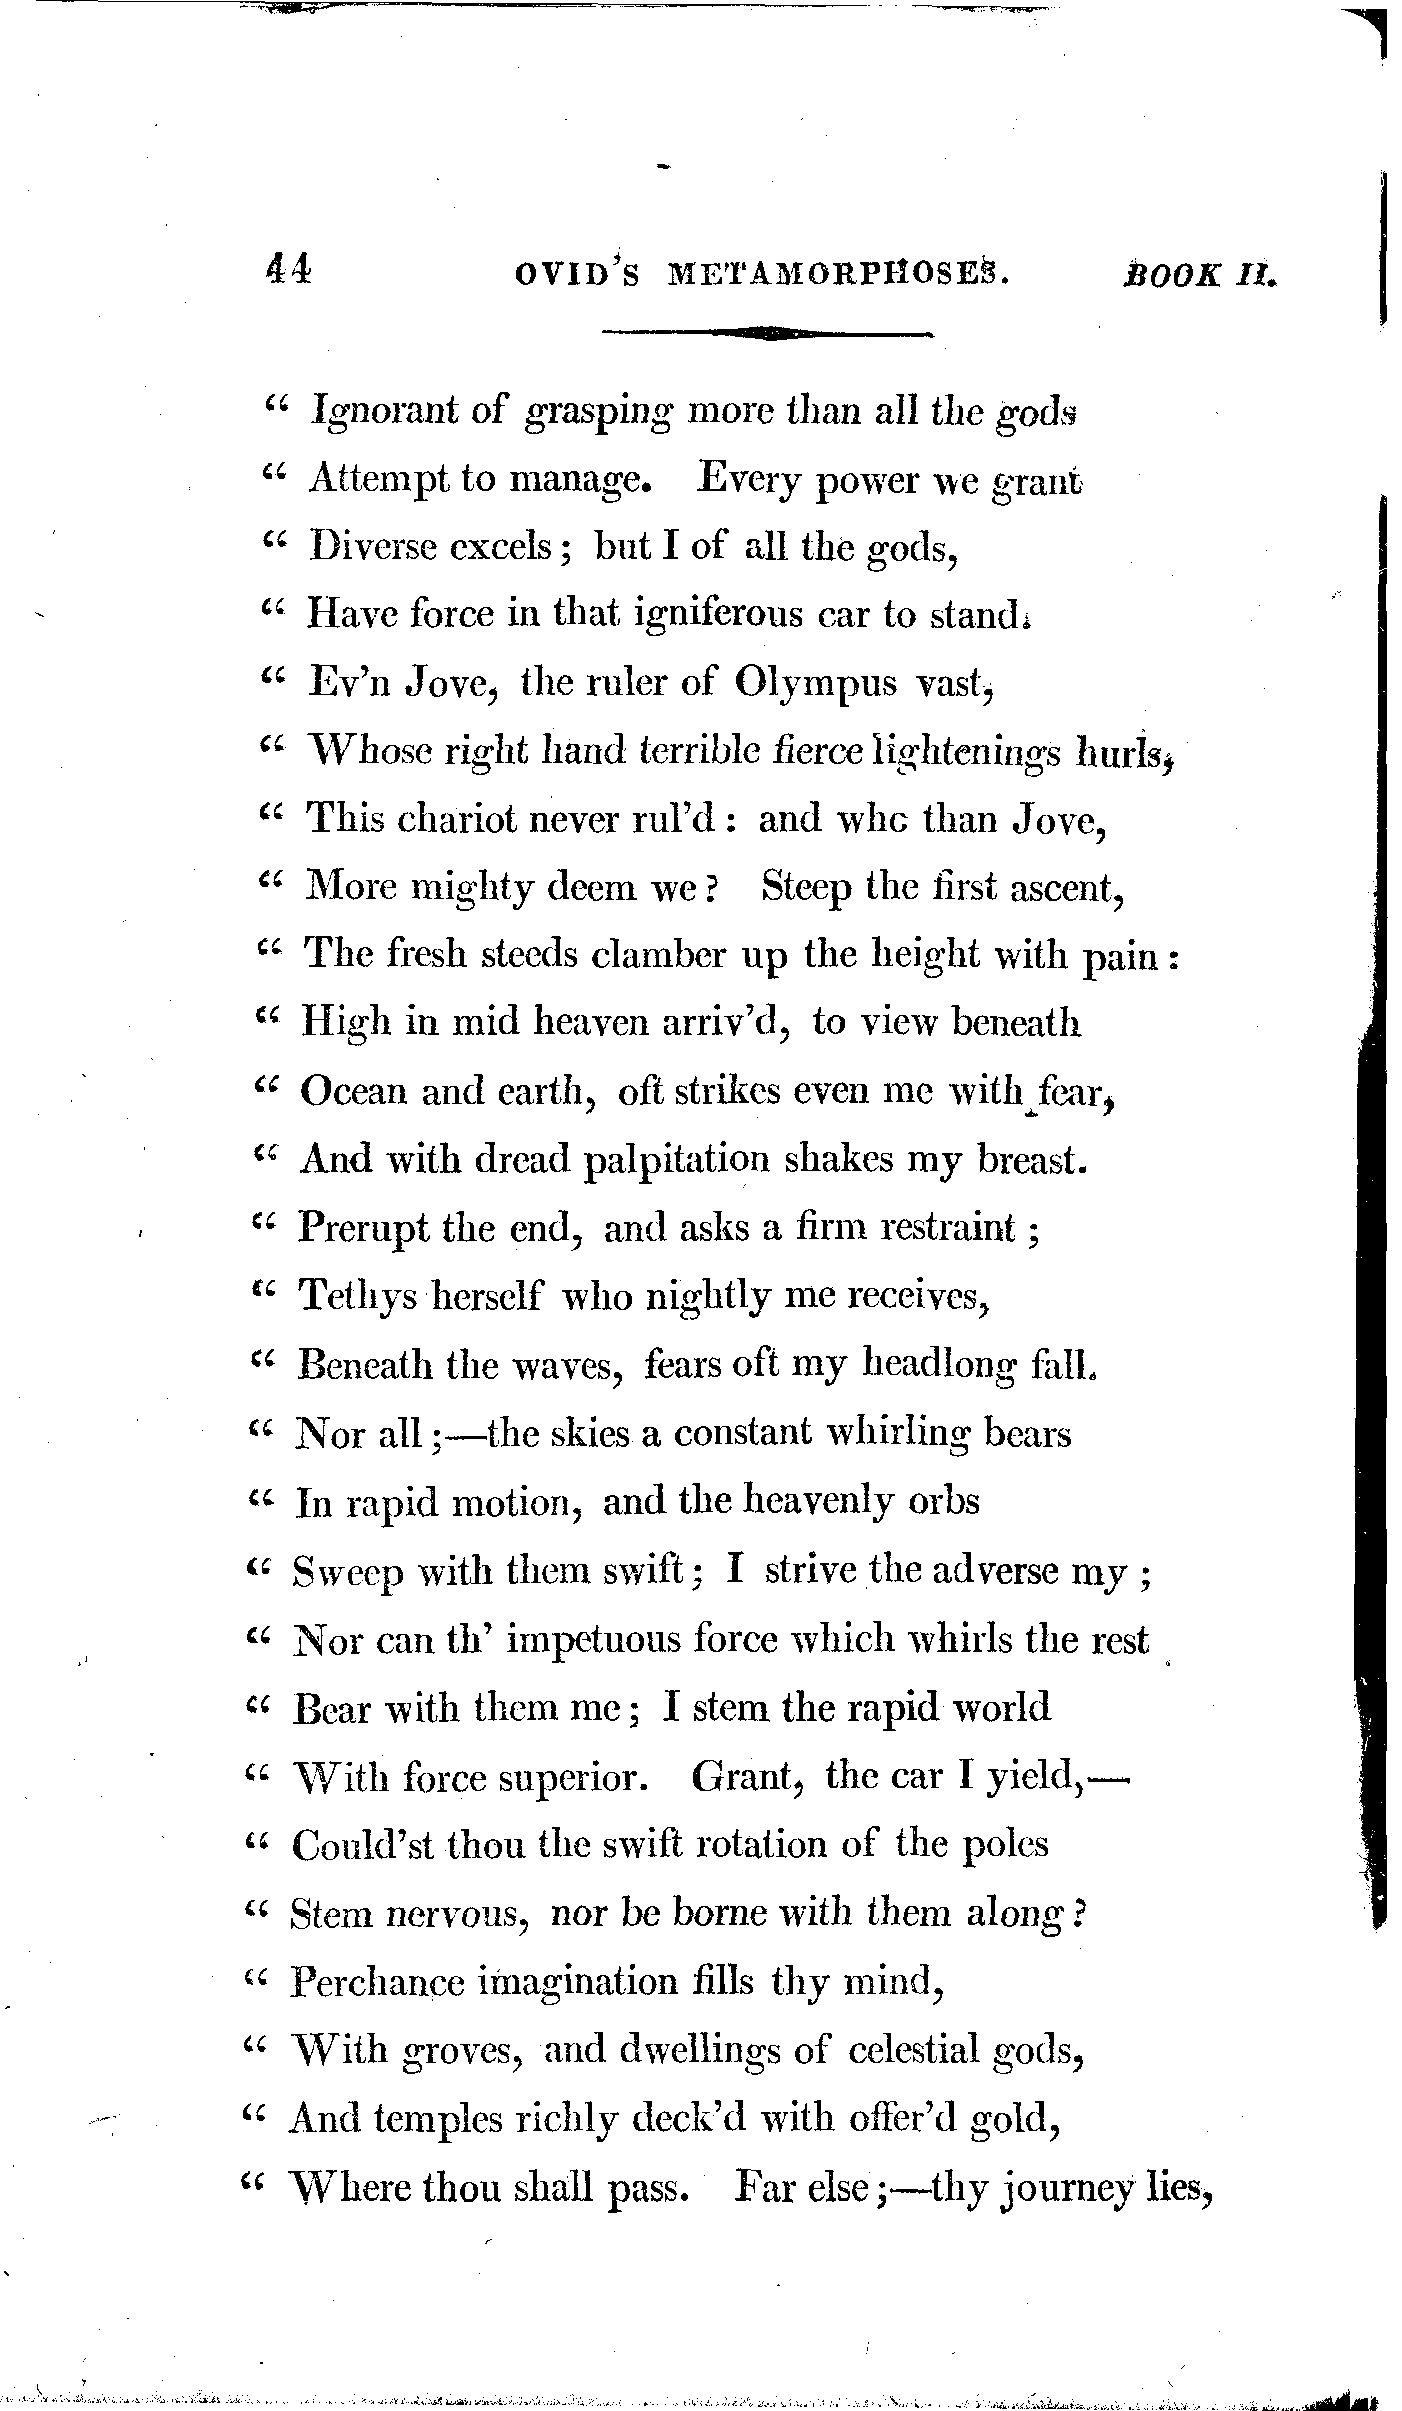 44 OVID'S METAMORPHOSES. BOOK II.
“ Ignorant of grasping more than all the gods
“ Attempt to manage. Every power we grant
“ Diverse excels; but I of all the gods,
“ Have force in that igniferous car to stand.
“ Ev'n Jove, the ruler of Olympus vast,
“ Whose right hand terrible fierce lightenings hurls,
“ This chariot never rul'd: and who than Jove,
“ More mighty deem we? Steep the first ascent,
“ The fresh steeds clamber up the height with pain:
“ High in mid heaven arriv'd, to view beneath
“ Ocean and earth, oft strikes even me with fear,
“ And with dread palpitation shakes my breast.
“ Prerupt the end, and asks a firm restraint;
“ Tethys herself who nightly me receives,
“ Beneath the waves, fears oft my headlong fall.
“ Nor all;—the skies a constant whirling bears
“ In rapid motion, and the heavenly orbs
“ Sweep with them swift; I strive the adverse my;
“ Nor can th' impetuous force which whirls the rest
“ Bear with them me; I stem the rapid world
“ With force superior. Grant, the car I yield,—
“ Could'st thou the swift rotation of the poles
“ Stem nervous, nor be borne with them along?
“ Perchance imagination fills thy mind,
“ With groves, and dwellings of celestial gods,
“ And temples richly deck'd with offer'd gold,
“ Where thou shall pass. Far else;—thy journey lies,